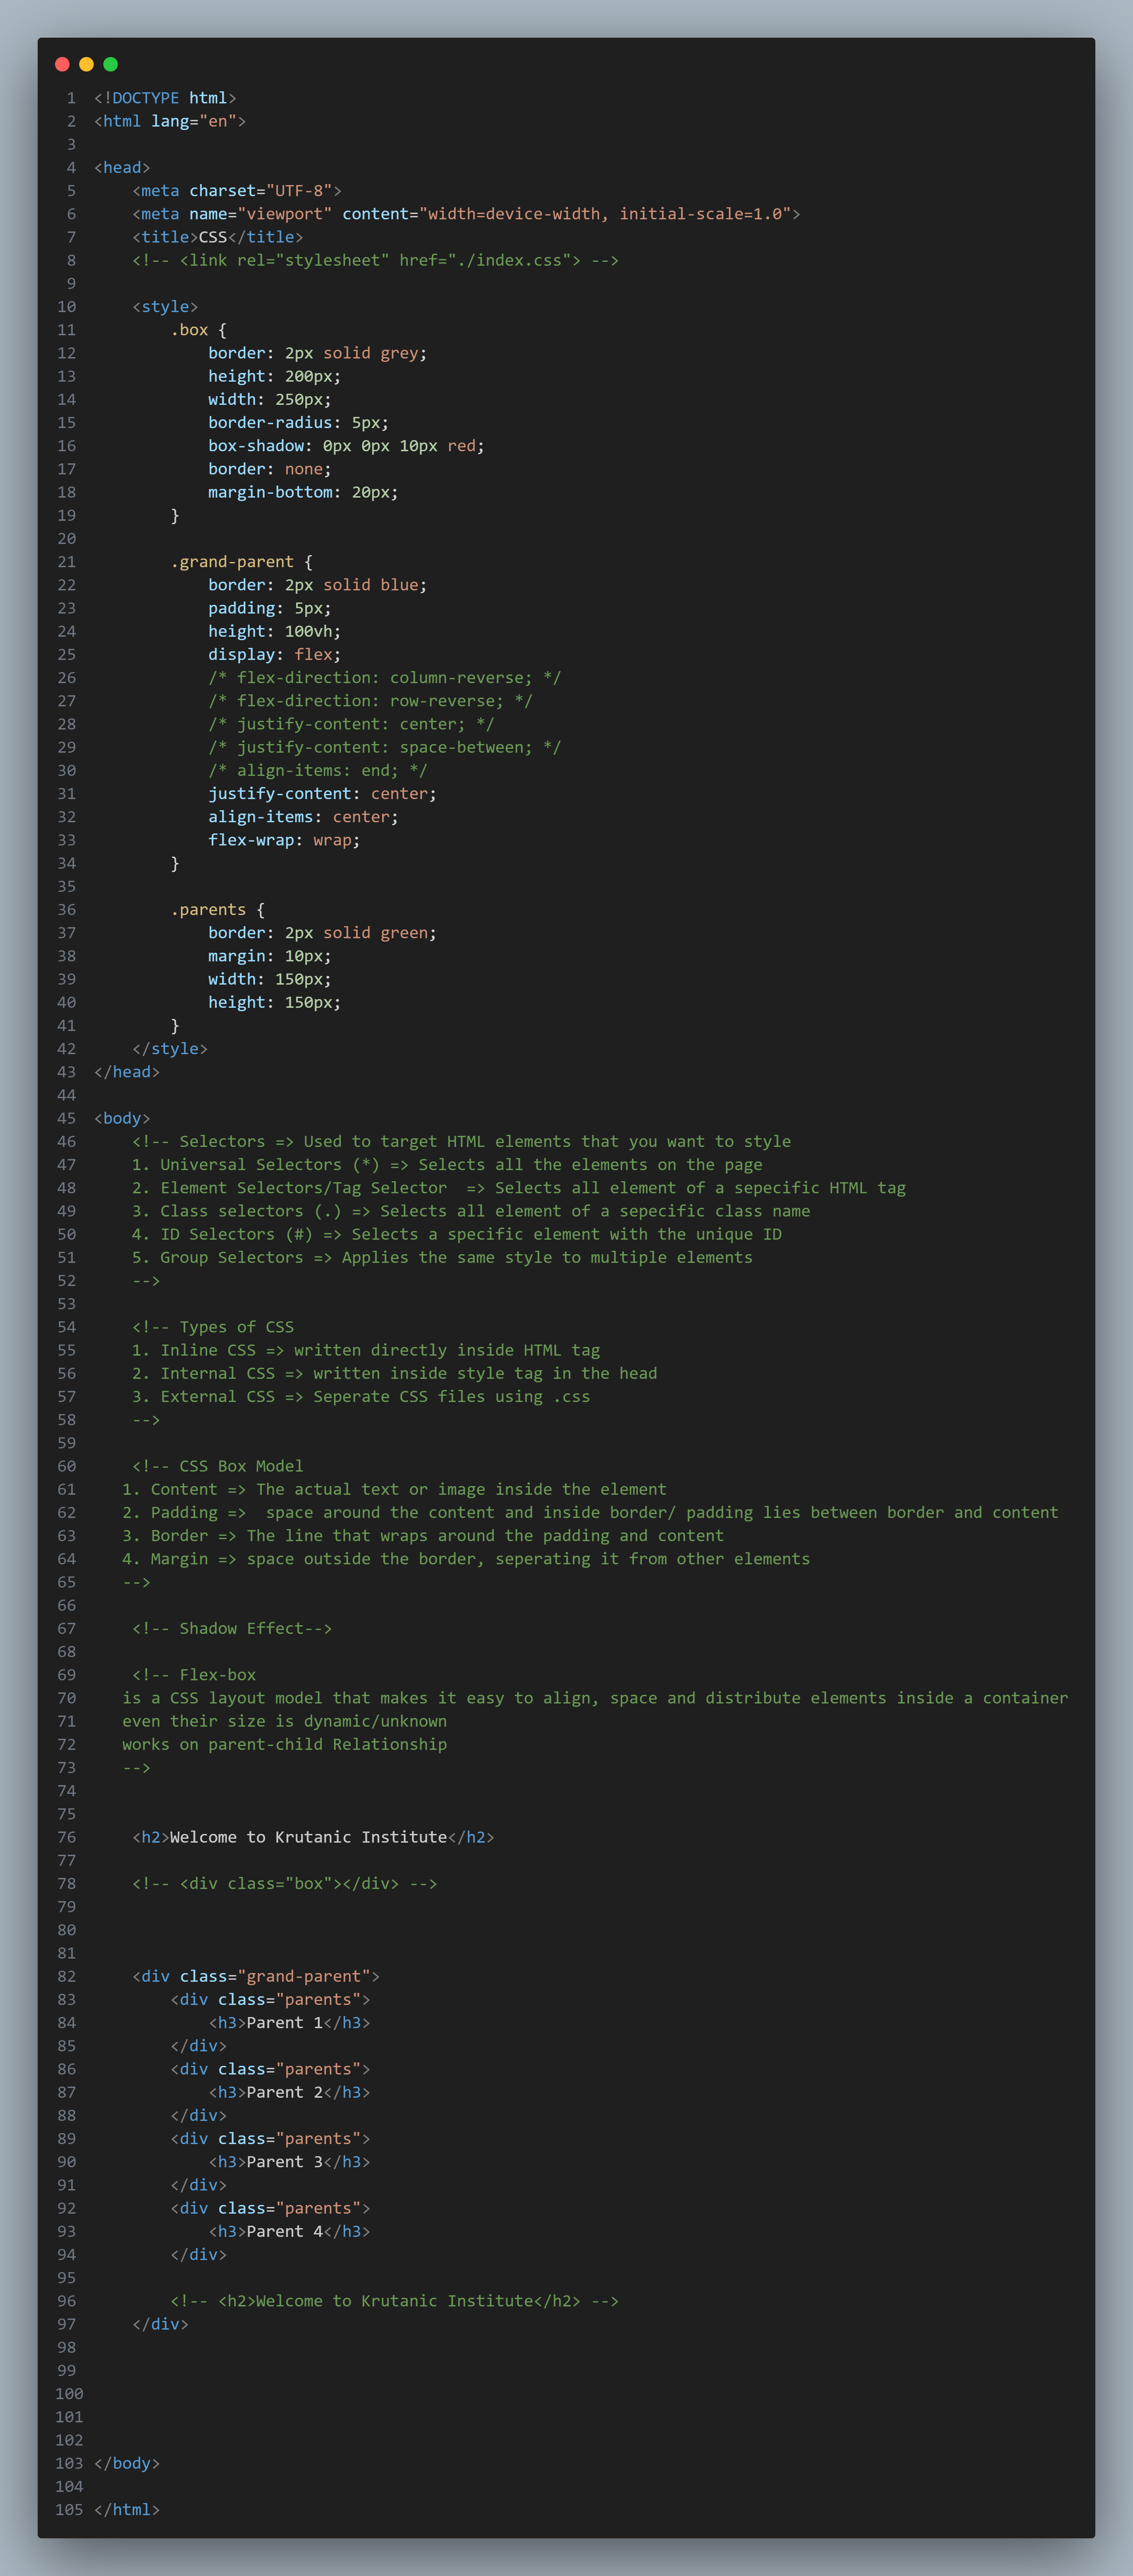 1 <!DOCTYPE html>
2 <html lang="en">
3
4 <head>
5     <meta charset="UTF-8">
6     <meta name="viewport" content="width=device-width, initial-scale=1.0">
7     <title>CSS</title>
8     <!-- <link rel="stylesheet" href="./index.css"> -->
9
10     <style>
11         .box {
12             border: 2px solid grey;
13             height: 200px;
14             width: 250px;
15             border-radius: 5px;
16             box-shadow: 0px 0px 10px red;
17             border: none;
18             margin-bottom: 20px;
19         }
20
21         .grand-parent {
22             border: 2px solid blue;
23             padding: 5px;
24             height: 100vh;
25             display: flex;
26             /* flex-direction: column-reverse; */
27             /* flex-direction: row-reverse; */
28             /* justify-content: center; */
29             /* justify-content: space-between; */
30             /* align-items: end; */
31             justify-content: center;
32             align-items: center;
33             flex-wrap: wrap;
34         }
35
36         .parents {
37             border: 2px solid green;
38             margin: 10px;
39             width: 150px;
40             height: 150px;
41         }
42     </style>
43 </head>
44
45 <body>
46     <!-- Selectors => Used to target HTML elements that you want to style
47     1. Universal Selectors (*) => Selects all the elements on the page
48     2. Element Selectors/Tag Selector  => Selects all element of a sepecific HTML tag
49     3. Class selectors (.) => Selects all element of a sepecific class name
50     4. ID Selectors (#) => Selects a specific element with the unique ID
51     5. Group Selectors => Applies the same style to multiple elements
52     -->
53
54     <!-- Types of CSS
55     1. Inline CSS => written directly inside HTML tag
56     2. Internal CSS => written inside style tag in the head
57     3. External CSS => Seperate CSS files using .css
58     -->
59
60     <!-- CSS Box Model
61    1. Content => The actual text or image inside the element
62    2. Padding =>  space around the content and inside border/ padding lies between border and content
63    3. Border => The line that wraps around the padding and content
64    4. Margin => space outside the border, seperating it from other elements
65    -->
66
67     <!-- Shadow Effect-->
68
69     <!-- Flex-box
70    is a CSS layout model that makes it easy to align, space and distribute elements inside a container
71    even their size is dynamic/unknown
72    works on parent-child Relationship
73    -->
74
75
76     <h2>Welcome to Krutanic Institute</h2>
77
78     <!-- <div class="box"></div> -->
79
80
81
82     <div class="grand-parent">
83         <div class="parents">
84             <h3>Parent 1</h3>
85         </div>
86         <div class="parents">
87             <h3>Parent 2</h3>
88         </div>
89         <div class="parents">
90             <h3>Parent 3</h3>
91         </div>
92         <div class="parents">
93             <h3>Parent 4</h3>
94         </div>
95
96         <!-- <h2>Welcome to Krutanic Institute</h2> -->
97     </div>
98
99
100
101
102
103 </body>
104
105 </html>